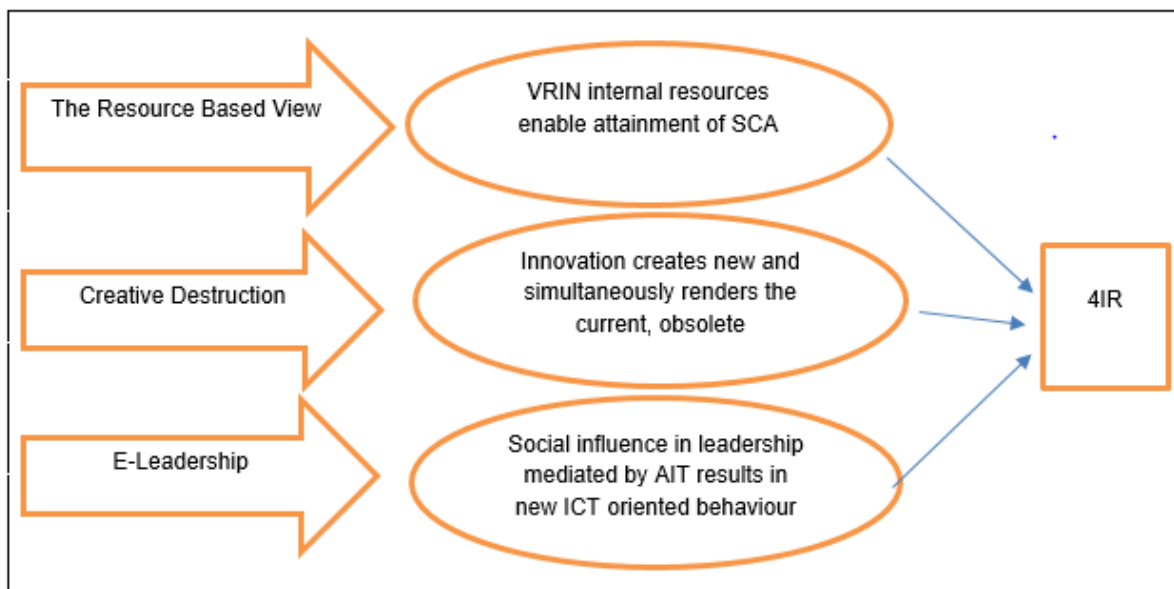 The Resource Based View
VRIN internal resources
enable attainment of SCA
Creative Destruction
Innovation creates new and
simultaneously renders the
current, obsolete
4IR
E-Leadership
Social influence in leadership
mediated by AIT results in
new ICT oriented behaviour